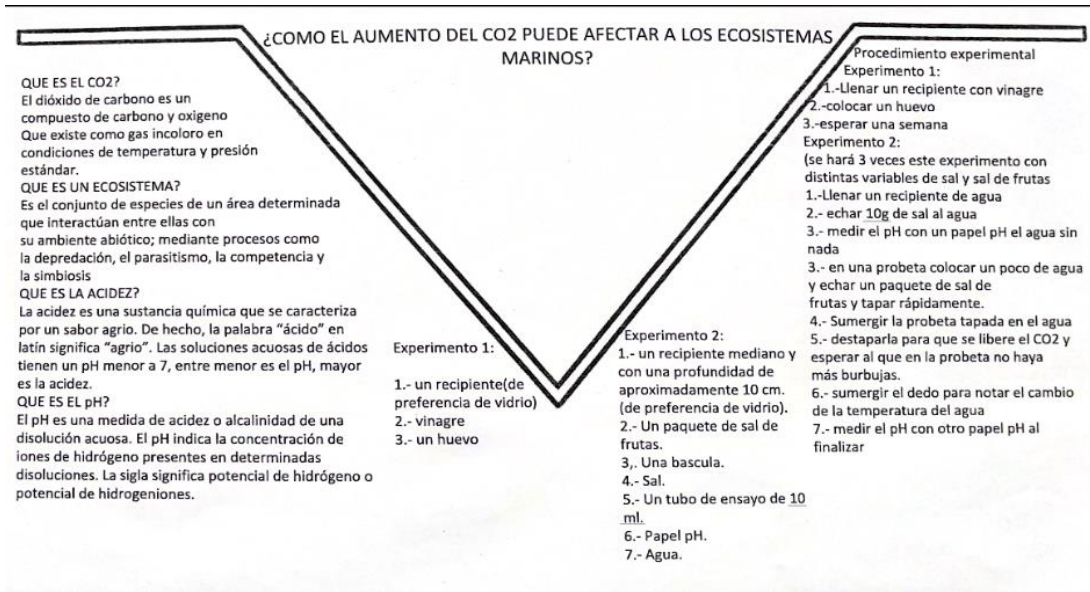 ¿COMO EL AUMENTO DEL CO2 PUEDE AFECTAR A LOS ECOSISTEMAS
MARINOS?
QUE ES EL CO2?
El dióxido de carbono es un
compuesto de carbono y oxigeno
Que existe como gas incoloro en
condiciones de temperatura y presión
estándar.
QUE ES UN ECOSISTEMA?
Es el conjunto de especies de un área determinada
que interactúan entre ellas con
su ambiente abiótico; mediante procesos como
la depredación, el parasitismo, la competencia y
la simbiosis
QUE ES LA ACIDEZ?
La acidez es una sustancia química que se caracteriza
por un sabor agrio. De hecho, la palabra “ácido” en
latín significa “agrio”. Las soluciones acuosas de ácidos
tienen un pH menor a 7, entre menor es el pH, mayor
es la acidez.
QUE ES EL pH?
El pH es una medida de acidez o alcalinidad de una
disolución acuosa. El pH indica la concentración de
iones de hidrógeno presentes en determinadas
disoluciones. La sigla significa potencial de hidrógeno o
potencial de hidrogeniones.
Experimento 1:
1.- un recipiente(de
preferencia de vidrio)
2.- vinagre
3.- un huevo
Experimento 2:
1.- un recipiente mediano y
con una profundidad de
aproximadamente 10 cm.
(de preferencia de vidrio).
2.- Un paquete de sal de
frutas.
3,. Una bascula.
4.- Sal.
5.- Un tubo de ensayo de 10
ml.
6.- Papel pH.
7.- Agua.
Procedimiento experimental
Experimento 1:
1.-Llenar un recipiente con vinagre
2.-colocar un huevo
3.-esperar una semana
Experimento 2:
(se hará 3 veces este experimento con
distintas variables de sal y sal de frutas
1.-Llenar un recipiente de agua
2.- echar 10g de sal al agua
3.- medir el pH con un papel pH el agua sin
nada
3.- en una probeta colocar un poco de agua
y echar un paquete de sal de
frutas y tapar rápidamente.
4.- Sumergir la probeta tapada en el agua
5.- destaparla para que se libere el CO2 y
esperar al que en la probeta no haya
más burbujas.
6.- sumergir el dedo para notar el cambio
de la temperatura del agua
7.- medir el pH con otro papel pH al
finalizar